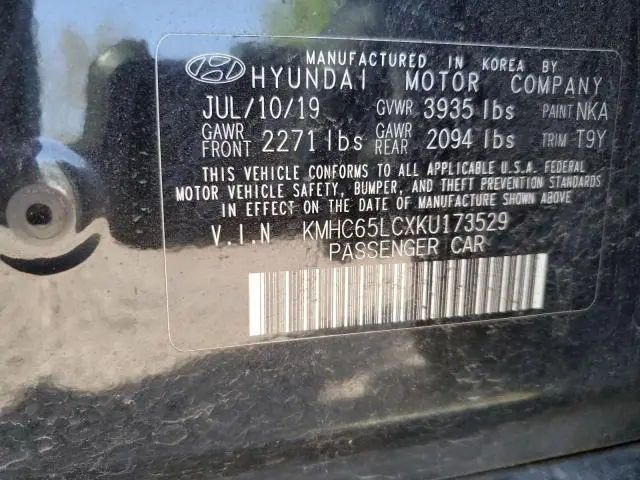 MANUFACTURED IN KOREA BY
HYUNDAI MOTOR COMPANY
JUL/10/19 GVWR 3935 lbs PAINT NKA
GAWR FRONT 2271 lbs GAWR REAR 2094 lbs TRIM T9Y
THIS VEHICLE CONFORMS TO ALL APPLICABLE U.S.A. FEDERAL
MOTOR VEHICLE SAFETY, BUMPER, AND THEFT PREVENTION STANDARDS
IN EFFECT ON THE DATE OF MANUFACTURE SHOWN ABOVE
V.I.N KMHC65LCXKU173529
PASSENGER CAR